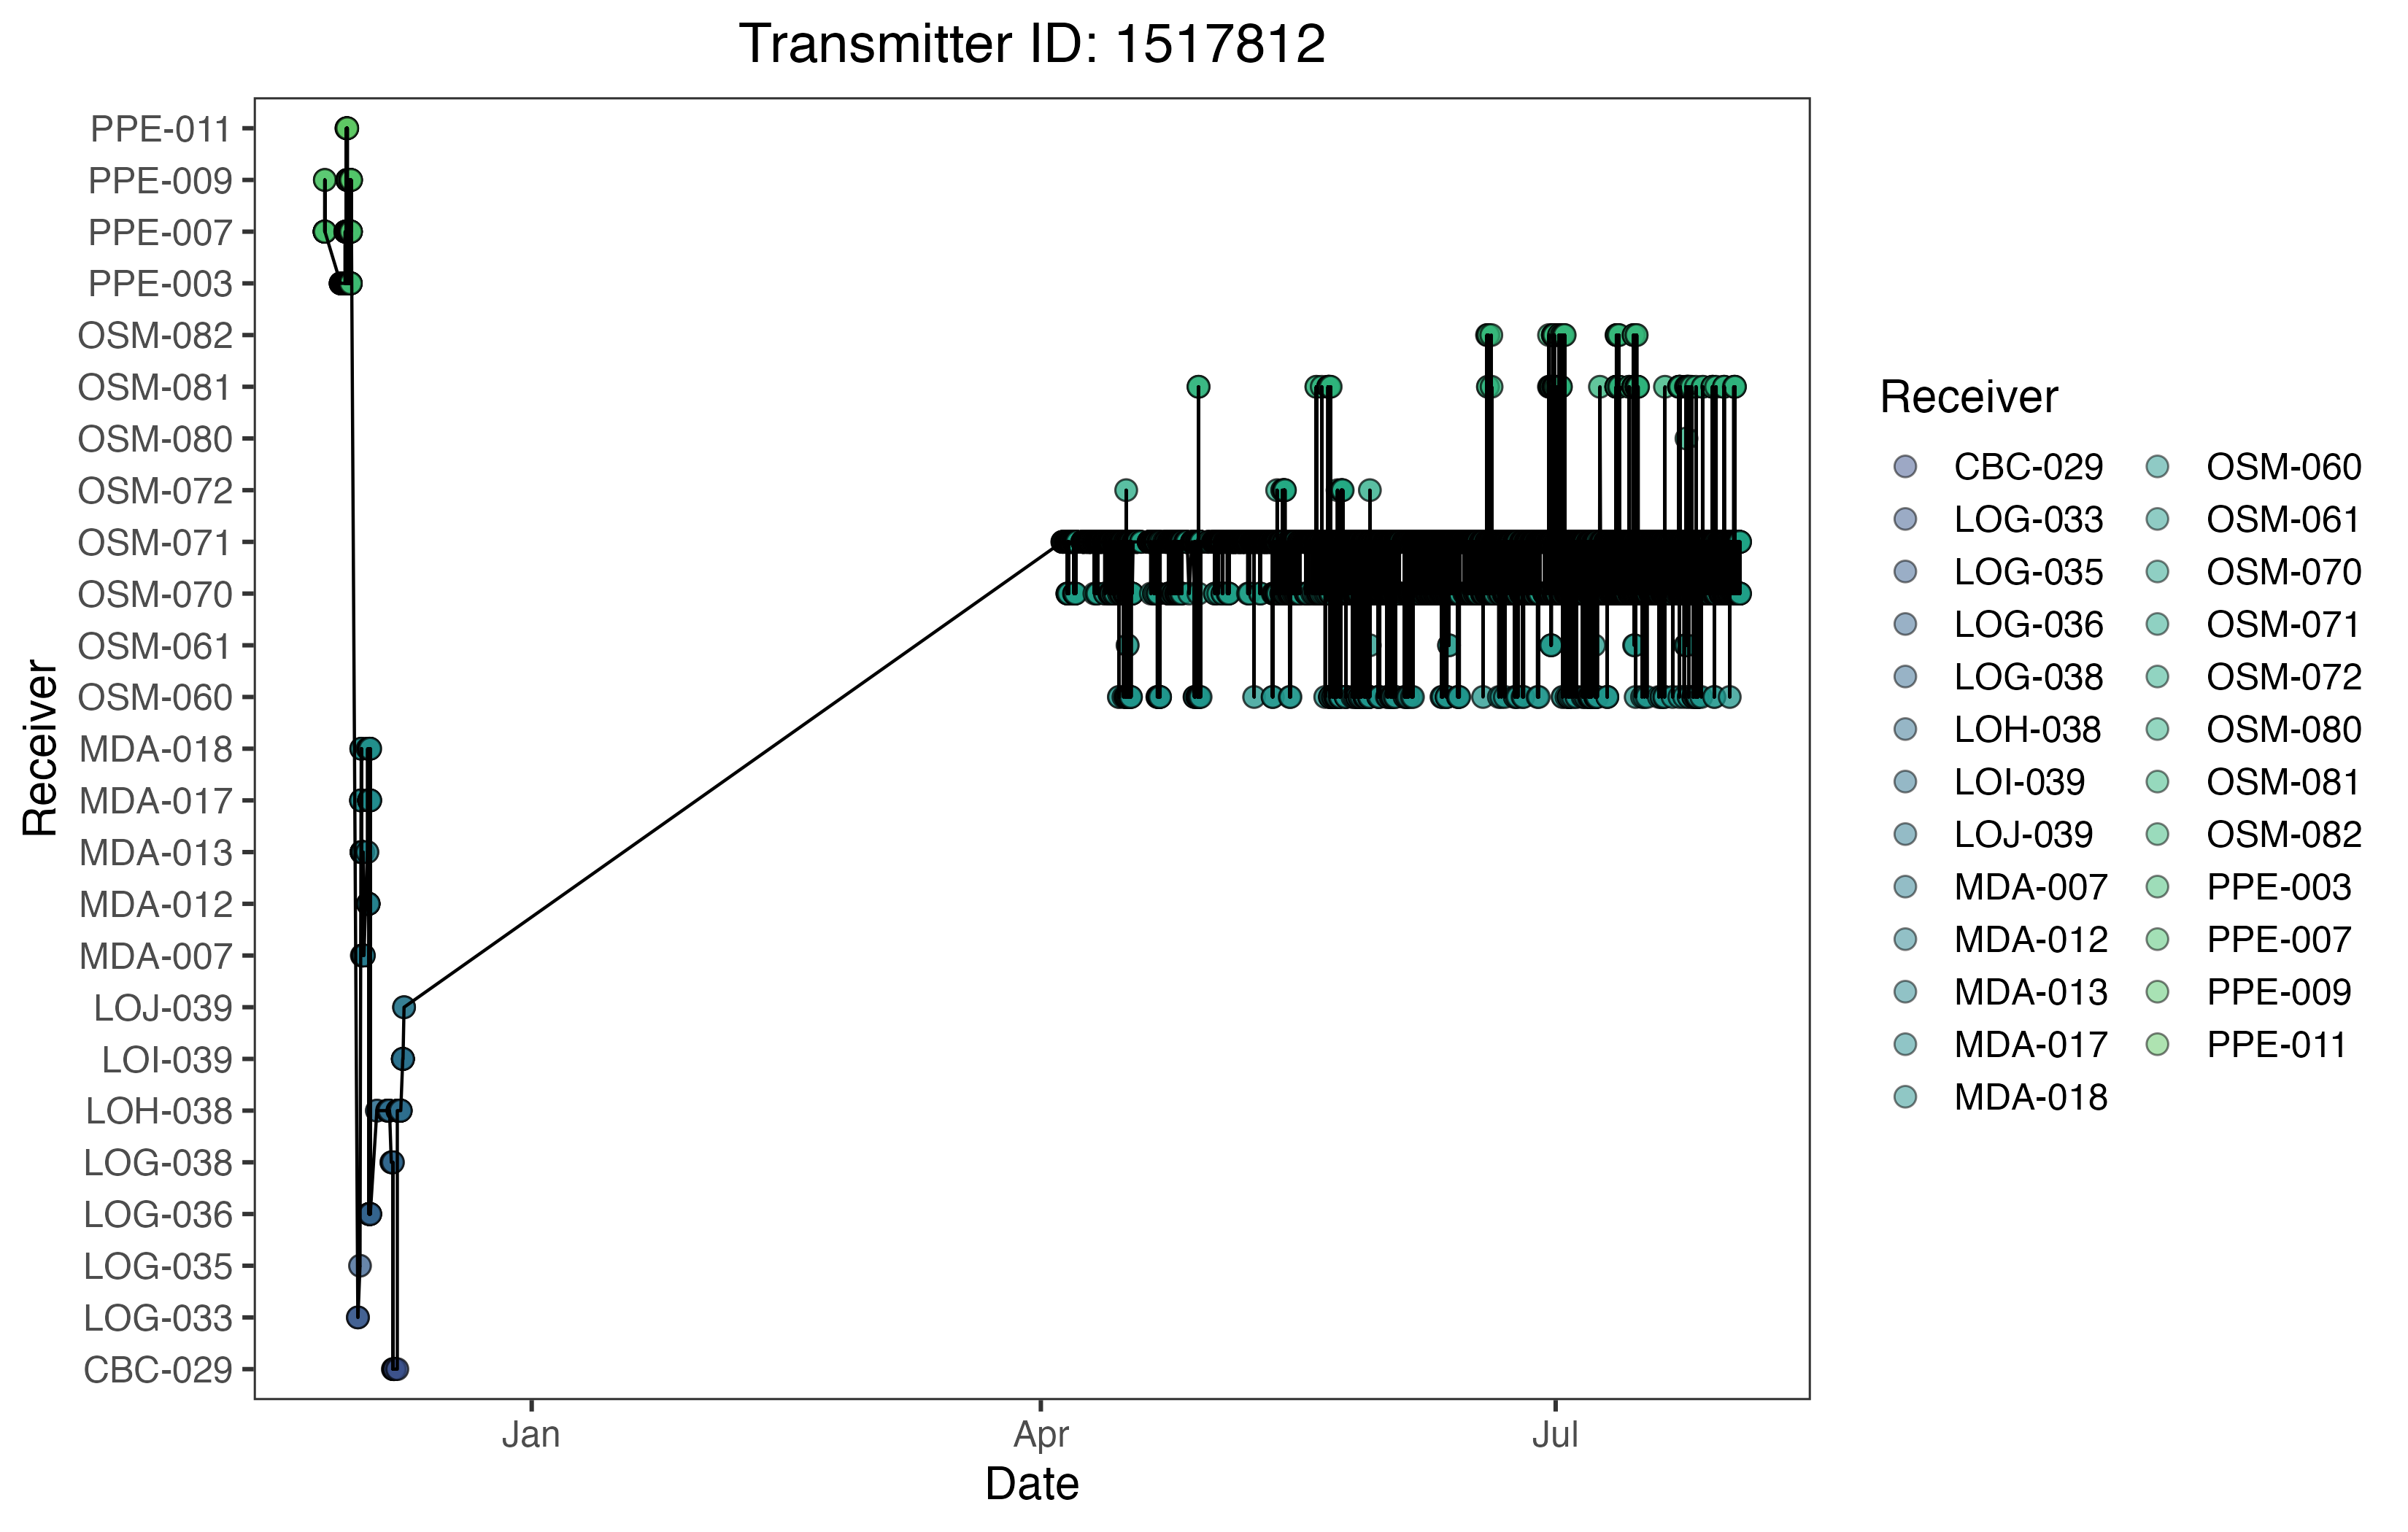 Transmitter ID: 1517812
PPE-011
PPE-009
PPE-007
PPE-003
OSM-082
OSM-081
OSM-080
OSM-072
OSM-071
OSM-070
OSM-061
OSM-060
MDA-018
MDA-017
MDA-013
MDA-012
MDA-007
LOJ-039
LOI-039
LOH-038
LOG-038
LOG-036
LOG-035
LOG-033
CBC-029
Receiver
Jan
Apr
Jul
Date
Receiver
CBC-029
LOG-033
LOG-035
LOG-036
LOG-038
LOH-038
LOI-039
LOJ-039
MDA-007
MDA-012
MDA-013
MDA-017
MDA-018
OSM-060
OSM-061
OSM-070
OSM-071
OSM-072
OSM-080
OSM-081
OSM-082
PPE-003
PPE-007
PPE-009
PPE-011